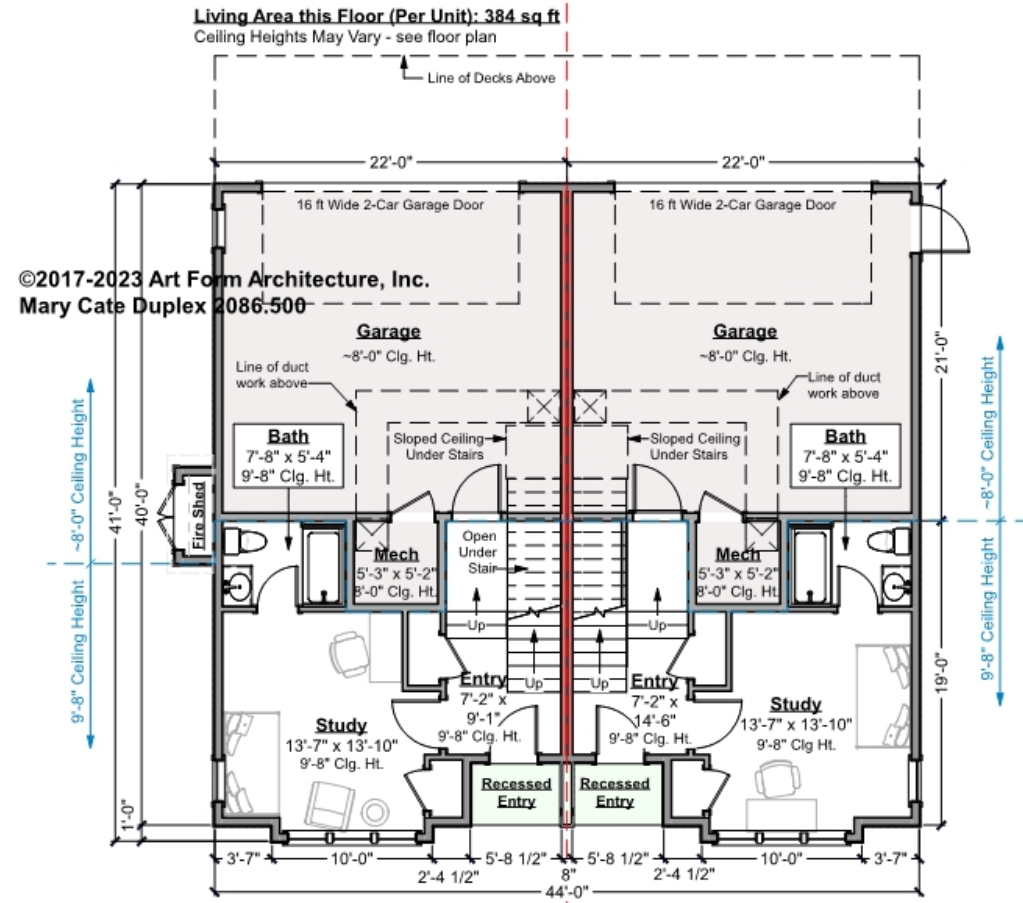 Living Area this Floor (Per Unit): 384 sq ft
Ceiling Heights May Vary - see floor plan
Line of Decks Above
22'-0"
22'-0"
16 ft Wide 2-Car Garage Door
16 ft Wide 2-Car Garage Door
©2017-2023 Art Form Architecture, Inc.
Mary Cate Duplex 2086.500
Garage
~8'-0" Clg. Ht.
Garage
~8'-0" Clg. Ht.
21'-0"
Line of duct
work above
Line of duct
work above
~8'-0" Ceiling Height
~8'-0" Ceiling Height
Bath
7'-8" x 5'-4"
9'-8" Clg. Ht.
Sloped Ceiling
Under Stairs
Sloped Ceiling
Under Stairs
Bath
7'-8" x 5'-4"
9'-8" Clg. Ht.
41'-0"
40'-0"
Fire Shed
Open
Under
Stair
Mech
5'-3" x 5'-2"
8'-0" Clg. Ht.
Mech
5'-3" x 5'-2"
8'-0" Clg. Ht.
9'-8" Ceiling Height
9'-8" Ceiling Height
Up
Up
Up
Up
19'-0"
Entry
7'-2" x
9'-1"
9'-8" Clg. Ht.
Entry
7'-2" x
14'-6"
9'-8" Clg. Ht.
Study
13'-7" x 13'-10"
9'-8" Clg Ht.
Study
13'-7" x 13'-10"
9'-8" Clg Ht.
Recessed
Entry
Recessed
Entry
1'-0"
3'-7"
10'-0"
5'-8 1/2"
5'-8 1/2"
10'-0"
3'-7"
2'-4 1/2"
8"
2'-4 1/2"
44'-0"